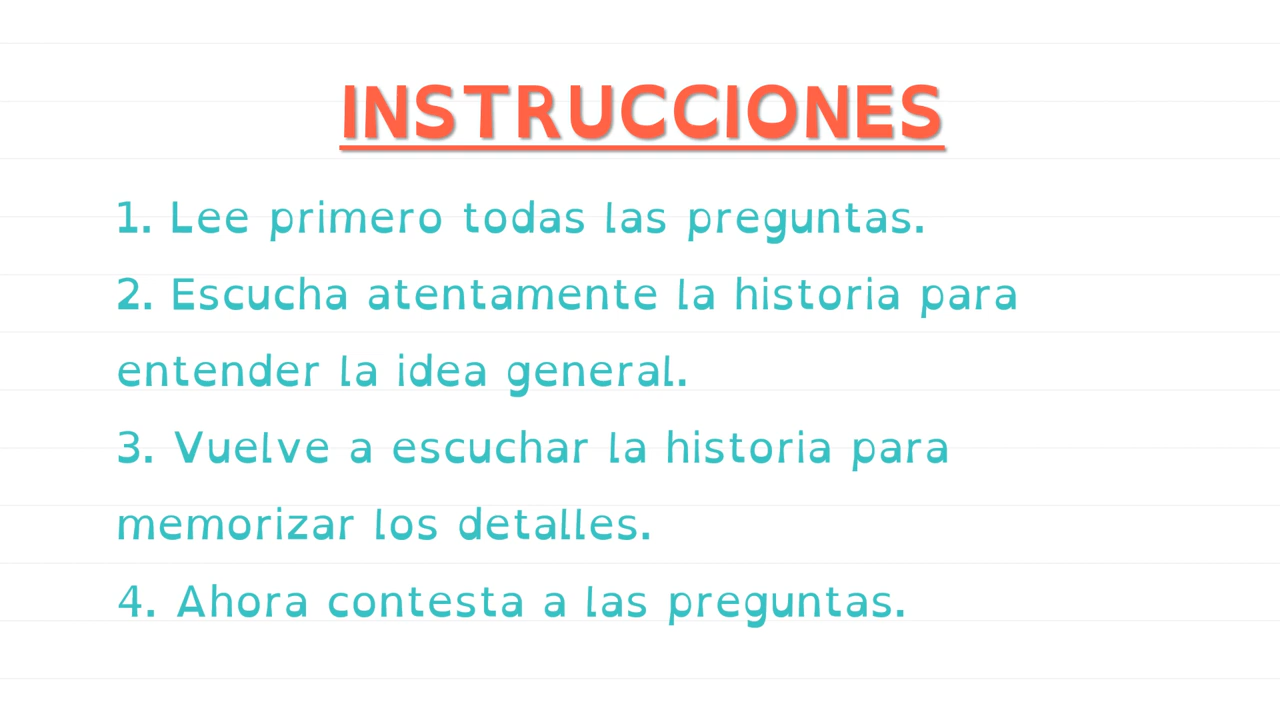 INSTRUCCIONES
1. Lee primero todas las preguntas.
2. Escucha atentamente la historia para
entender la idea general.
3. Vuelve a escuchar la historia para
memorizar los detalles.
4. Ahora contesta a las preguntas.